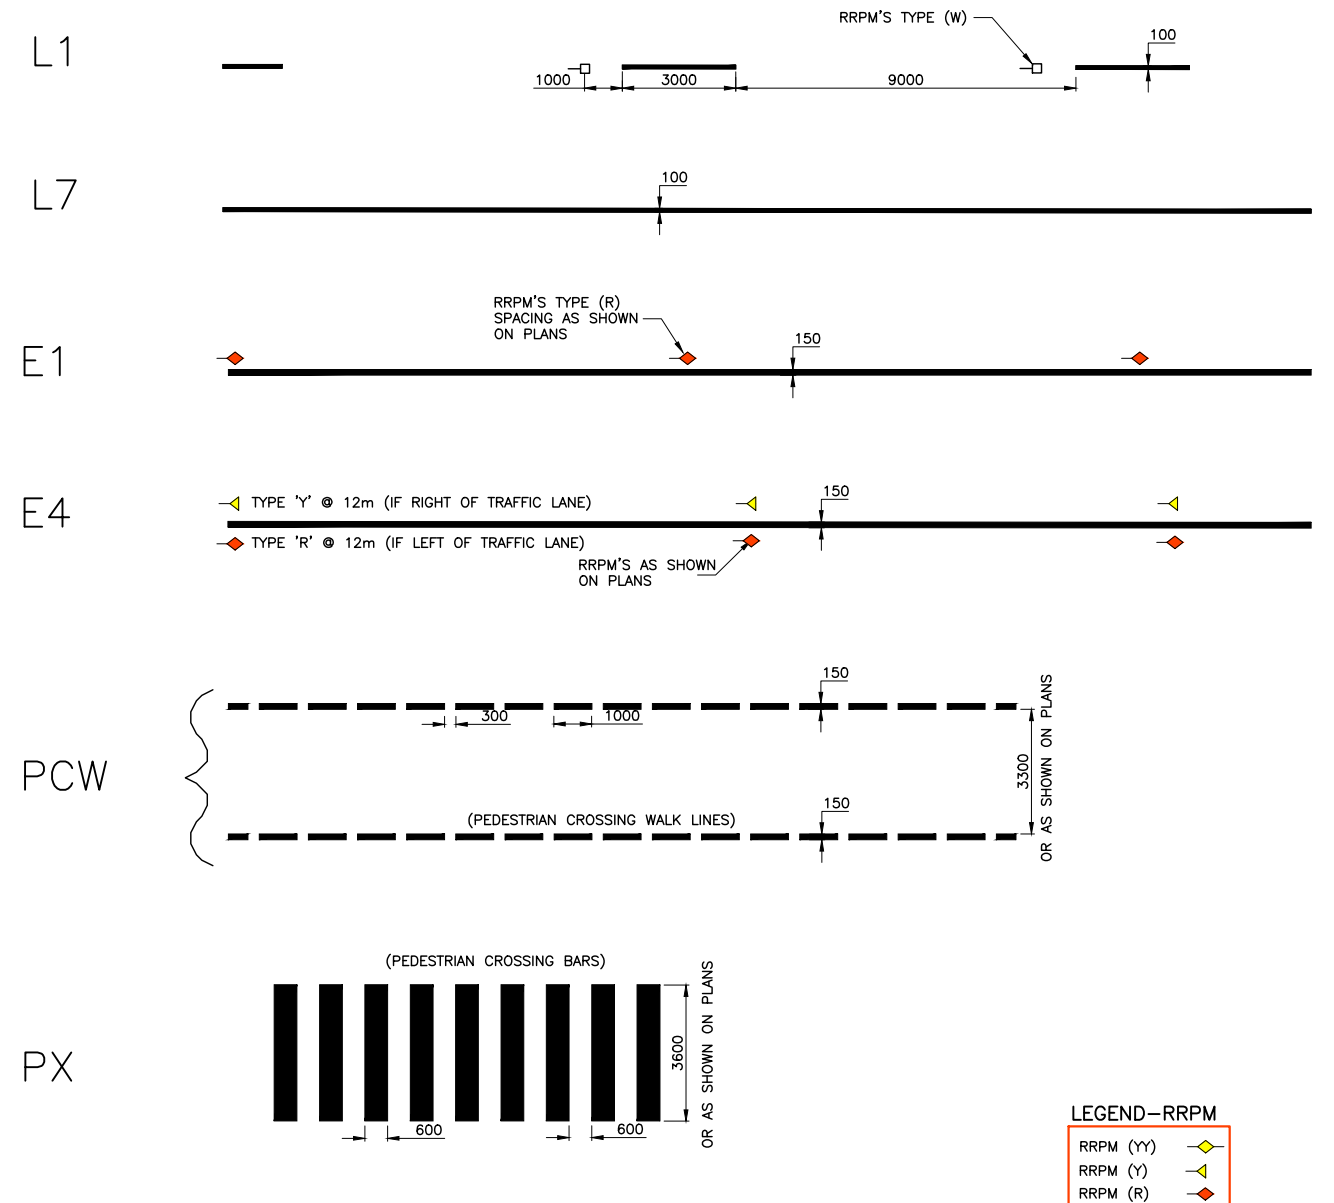 L1
RRPM'S TYPE (W)
100
1000
3000
9000
L7
100
E1
RRPM'S TYPE (R)
SPACING AS SHOWN
ON PLANS
150
E4
TYPE 'Y' @ 12m (IF RIGHT OF TRAFFIC LANE)
150
TYPE 'R' @ 12m (IF LEFT OF TRAFFIC LANE)
RRPM'S AS SHOWN
ON PLANS
PCW
150
300
1000
3300
OR AS SHOWN ON PLANS
(PEDESTRIAN CROSSING WALK LINES)
150
PX
(PEDESTRIAN CROSSING BARS)
3600
OR AS SHOWN ON PLANS
600
600
LEGEND-RRPM
RRPM (YY)
RRPM (Y)
RRPM (R)